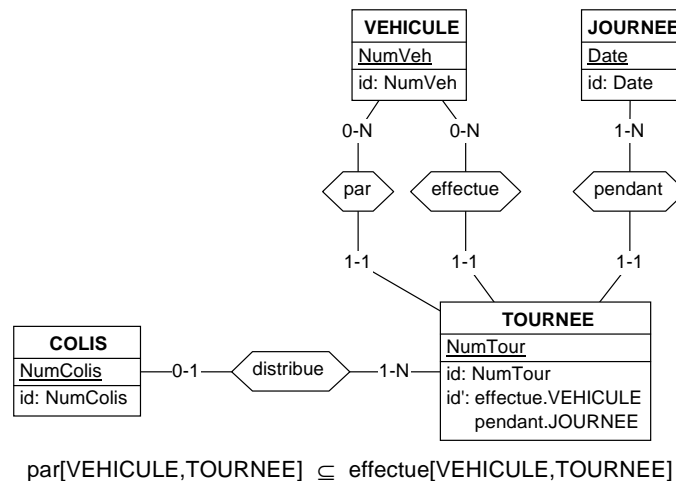 VEHICULE
NumVeh
id: NumVeh
JOURNEE
Date
id: Date
0-N
0-N
1-N
par
effectue
pendant
1-1
1-1
1-1
COLIS
NumColis
id: NumColis
0-1
distribue
1-N
TOURNEE
NumTour
id: NumTour
id': effectue.VEHICULE
pendant.JOURNEE
par[VEHICULE,TOURNEE] ⊆ effectue[VEHICULE,TOURNEE]